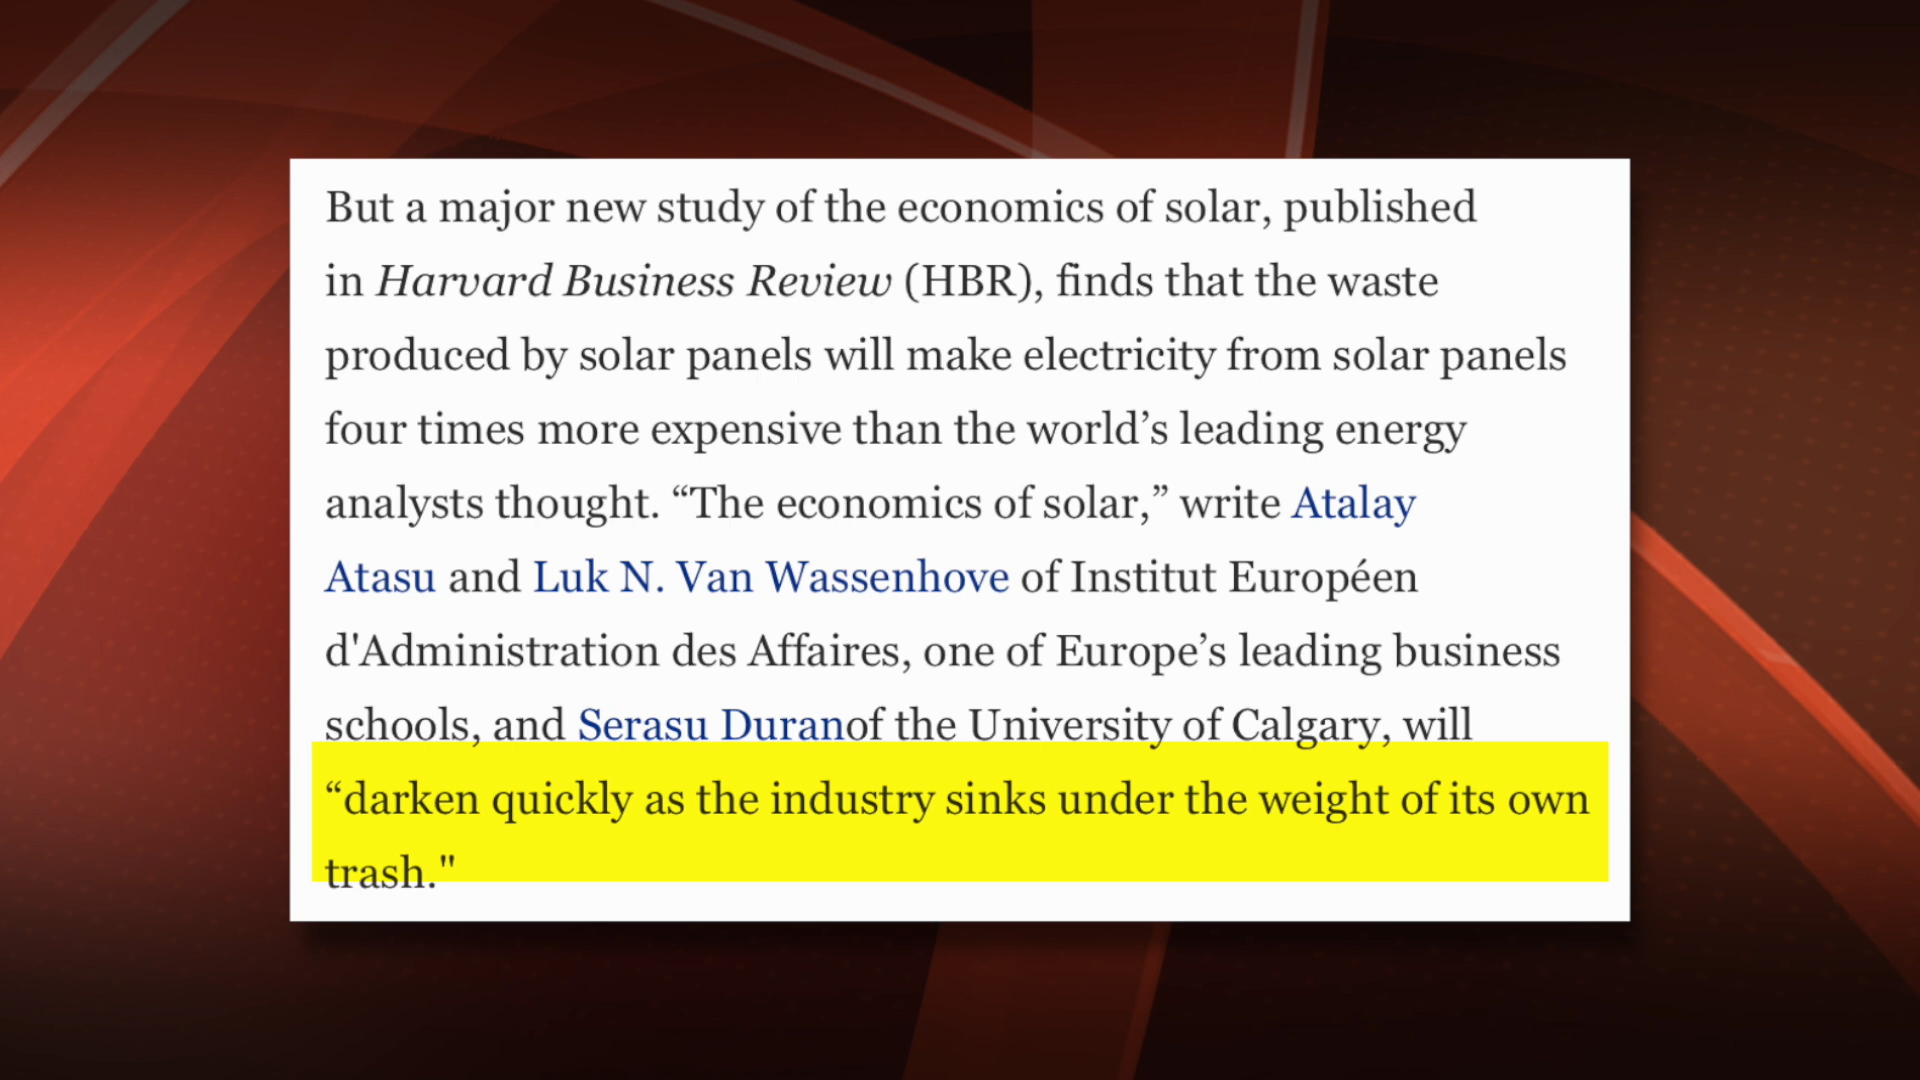 But a major new study of the economics of solar, published
in Harvard Business Review (HBR), finds that the waste
produced by solar panels will make electricity from solar panels
four times more expensive than the world’s leading energy
analysts thought. “The economics of solar,” write Atalay
Atasu and Luk N. Van Wassenhove of Institut Européen
d'Administration des Affaires, one of Europe’s leading business
schools, and Serasu Duranof the University of Calgary, will
“darken quickly as the industry sinks under the weight of its own
trash."